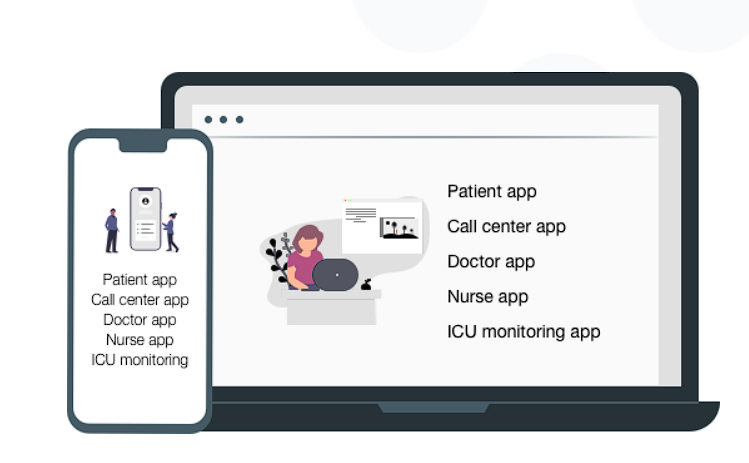 Patient app
Call center app
Doctor app
Nurse app
ICU monitoring
Patient app
Call center app
Doctor app
Nurse app
ICU monitoring app